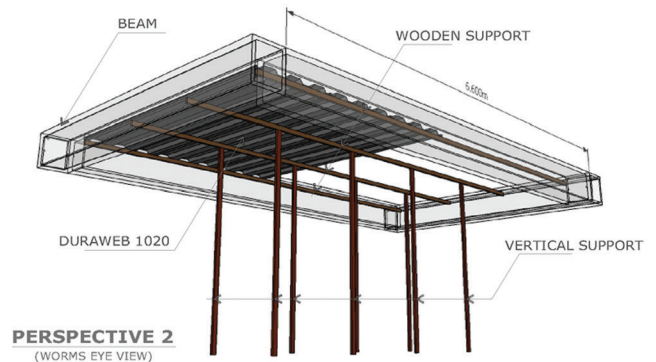 BEAM
WOODEN SUPPORT
6,600m
DURAWEB 1020
VERTICAL SUPPORT
PERSPECTIVE 2
(WORMS EYE VIEW)